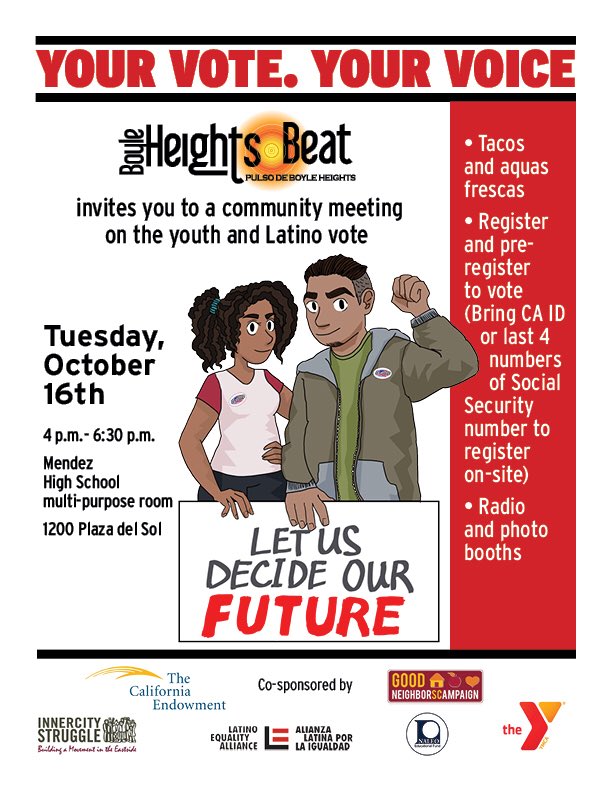 YOUR VOTE. YOUR VOICE
Boyle Heights Beat
PULSO DE BOYLE HEIGHTS
invites you to a community meeting
on the youth and Latino vote
Tuesday,
October
16th
4 p.m.- 6:30 p.m.
Mendez
High School
multi-purpose room
1200 Plaza del Sol
LET US
DECIDE OUR
FUTURE
• Tacos
and aquas
frescas
• Register
and pre-
register
to vote
(Bring CA ID
or last 4
numbers
of Social
Security
number to
register
on-site)
• Radio
and photo
booths
The
California
Endowment
Co-sponsored by
GOOD
NEIGHBORSCAMPAIGN
INNERCITY
STRUGGLE
Building a Movement in the Eastside
LATINO
EQUALITY
ALLIANCE
ALIANZA
LATINA POR
LA IGUALDAD
NALEO
Educational Fund
the Y
YMCA